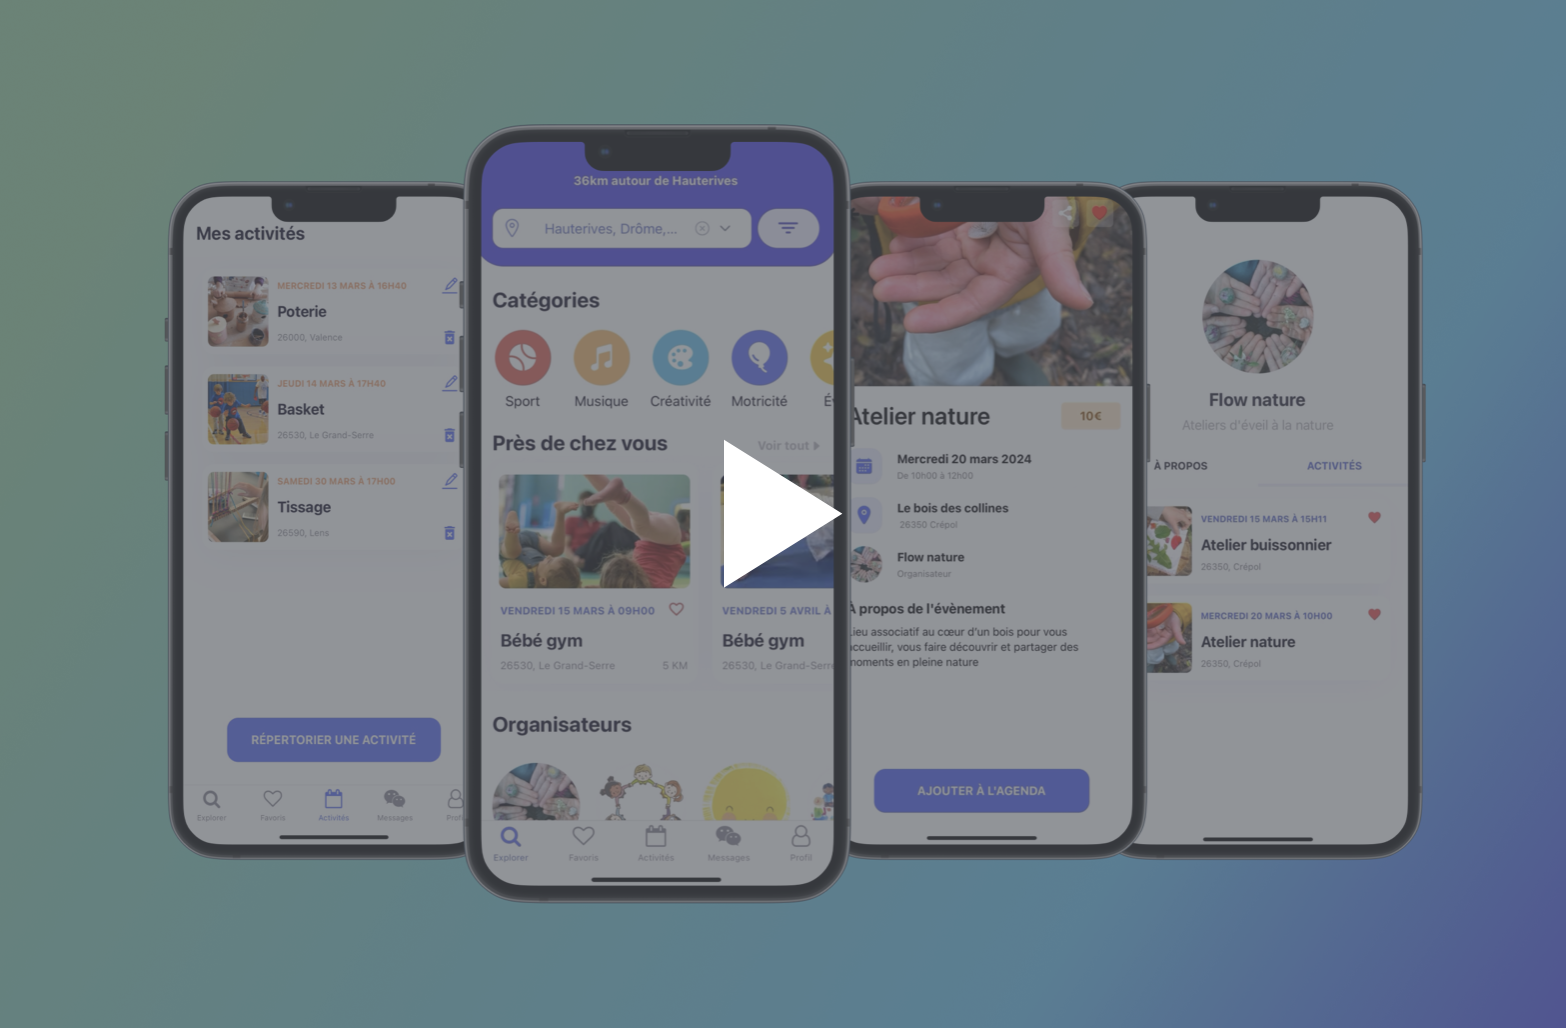 Mes activités
MERCREDI 13 MARS À 16H40
Poterie
26000, Valence
JEUDI 14 MARS À 17H40
Basket
26530, Le Grand-Serre
SAMEDI 30 MARS À 17H00
Tissage
26590, Lens
RÉPERTORIER UNE ACTIVITÉ
Explorer
Favoris
Activités
Messages
Profil
36km autour de Hauterives
Hauterives, Drôme,...
Catégories
Sport
Musique
Créativité
Motricité
Près de chez vous
Voir tout
VENDREDI 15 MARS À 09H00
Bébé gym
26530, Le Grand-Serre
5 KM
VENDREDI 5 AVRIL À
Bébé gym
26530, Le Grand-Serre
Organisateurs
Explorer
Favoris
Activités
Messages
Profil
Atelier nature
10€
Mercredi 20 mars 2024
De 10h00 à 12h00
Le bois des collines
26350 Crépol
Flow nature
Organisateur
À propos de l'évènement
Lieu associatif au cœur d'un bois pour vous
accueillir, vous faire découvrir et partager des
moments en pleine nature
AJOUTER À L'AGENDA
Flow nature
Ateliers d'éveil à la nature
À PROPOS
ACTIVITÉS
VENDREDI 15 MARS À 15H11
Atelier buissonnier
26350, Crépol
MERCREDI 20 MARS À 10H00
Atelier nature
26350, Crépol